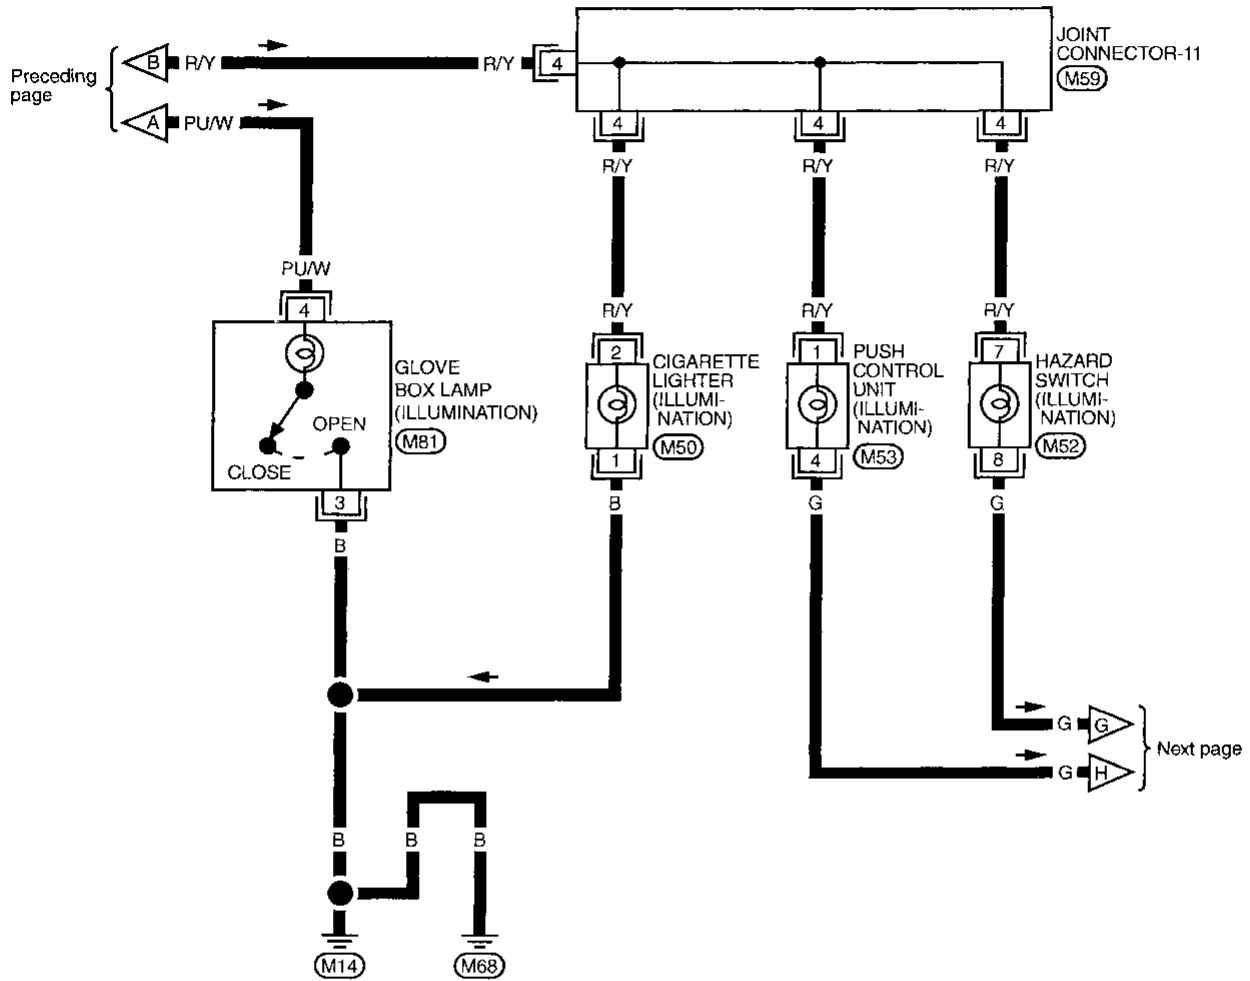 JOINT
CONNECTOR-11
M59
Preceding
page
B R/Y R/Y 4
A PU/W
4 4 4
R/Y R/Y R/Y
PU/W
4
R/Y R/Y R/Y
GLOVE
BOX LAMP
(ILLUMINATION)
M81
OPEN
CLOSE
3
B
2
CIGARETTE
LIGHTER
(ILLUMI-
NATION)
M50
1
B
1
PUSH
CONTROL
UNIT
(ILLUMI-
NATION)
M53
4
G
7
HAZARD
SWITCH
(ILLUMI-
NATION)
M52
8
G
G G
G H
Next page
B B B
M14 M68